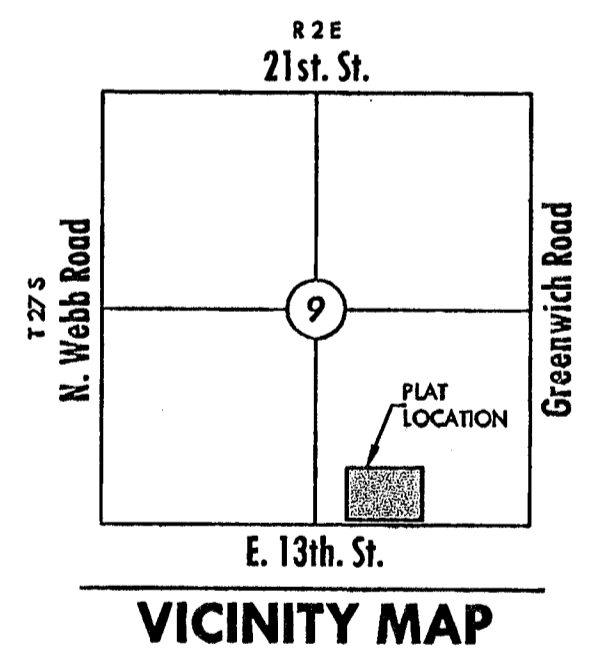 R 2 E
21st. St.
T 27 S
N. Webb Road
9
Greenwich Road
PLAT
LOCATION
E. 13th. St.
VICINITY MAP